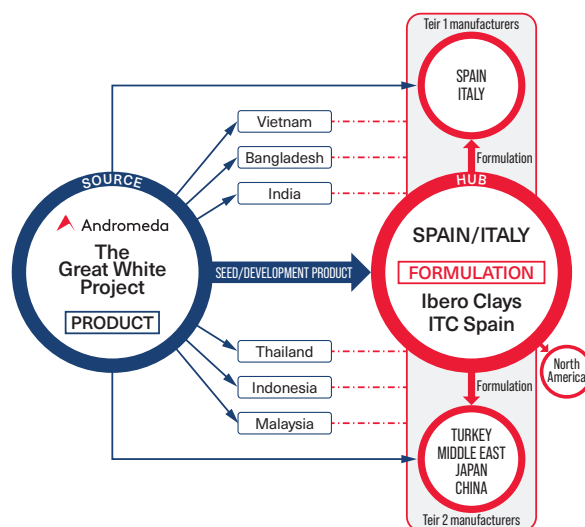 Teir 1 manufacturers
SPAIN
ITALY
Vietnam
Bangladesh
India
Formulation
SOURCE
HUB
Andromeda
The
Great White
Project
PRODUCT
SEED/DEVELOPMENT PRODUCT
SPAIN/ITALY
FORMULATION
Ibero Clays
ITC Spain
Thailand
Indonesia
Malaysia
North
America
Formulation
TURKEY
MIDDLE EAST
JAPAN
CHINA
Teir 2 manufacturers